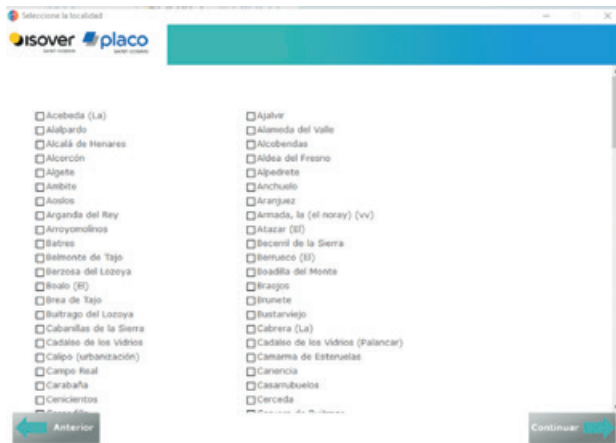 Seleccione la localidad
isover placo
SAINT-GOBAIN SAINT-GOBAIN
Acebeda (La) Ajalvir
Alalpardo Alameda del Valle
Alcalá de Henares Alcobendas
Alcorcón Aldea del Fresno
Algete Alpedrete
Ambite Anchuelo
Aoslos Aranjuez
Arganda del Rey Armada, la (el noray) (vv)
Arroyomolinos Atazar (El)
Batres Becerril de la Sierra
Belmonte de Tajo Berrueco (El)
Berzosa del Lozoya Boadilla del Monte
Boalo (El) Braojos
Brea de Tajo Brunete
Buitrago del Lozoya Bustarviejo
Cabanillas de la Sierra Cabrera (La)
Cadalso de los Vidrios Cadalso de los Vidrios (Palancar)
Calipo (urbanización) Camarma de Esteruelas
Campo Real Canencia
Carabaña Casarrubuelos
Cenicientos Cerceda
Anterior Continuar